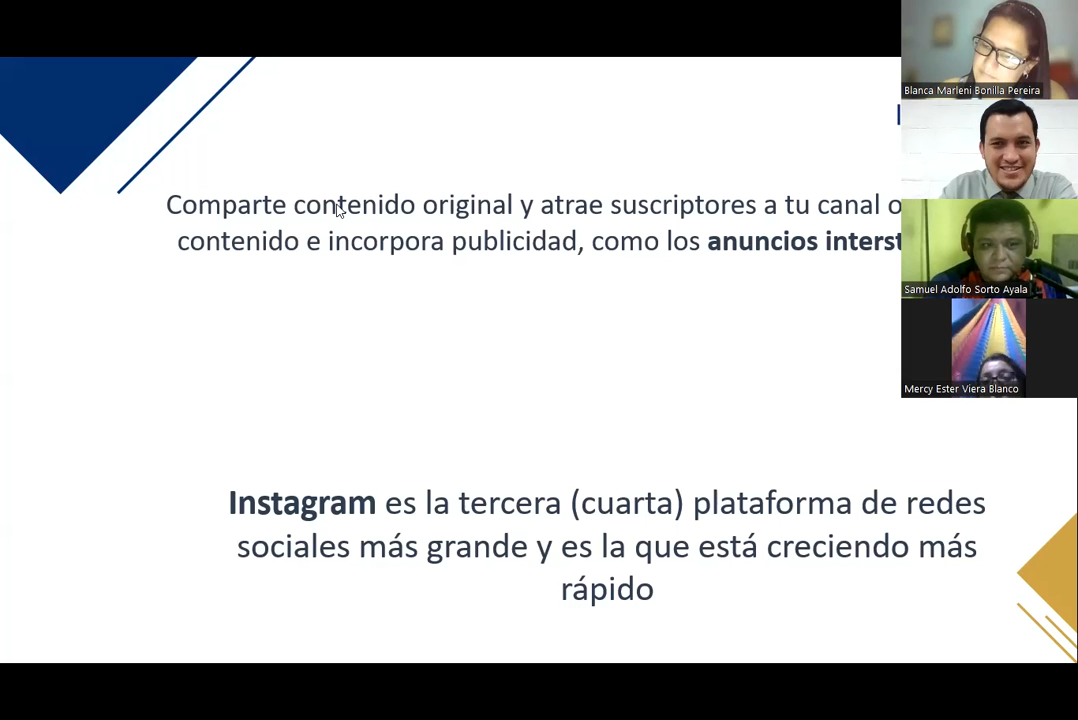 Comparte contenido original y atrae suscriptores a tu canal
contenido e incorpora publicidad, como los anuncios
Instagram es la tercera (cuarta) plataforma de redes
sociales más grande y es la que está creciendo más
rápido
Blanca Marleni Bonilla Pereira
Samuel Adolfo Sorto Ayala
Mercy Ester Viera Blanco